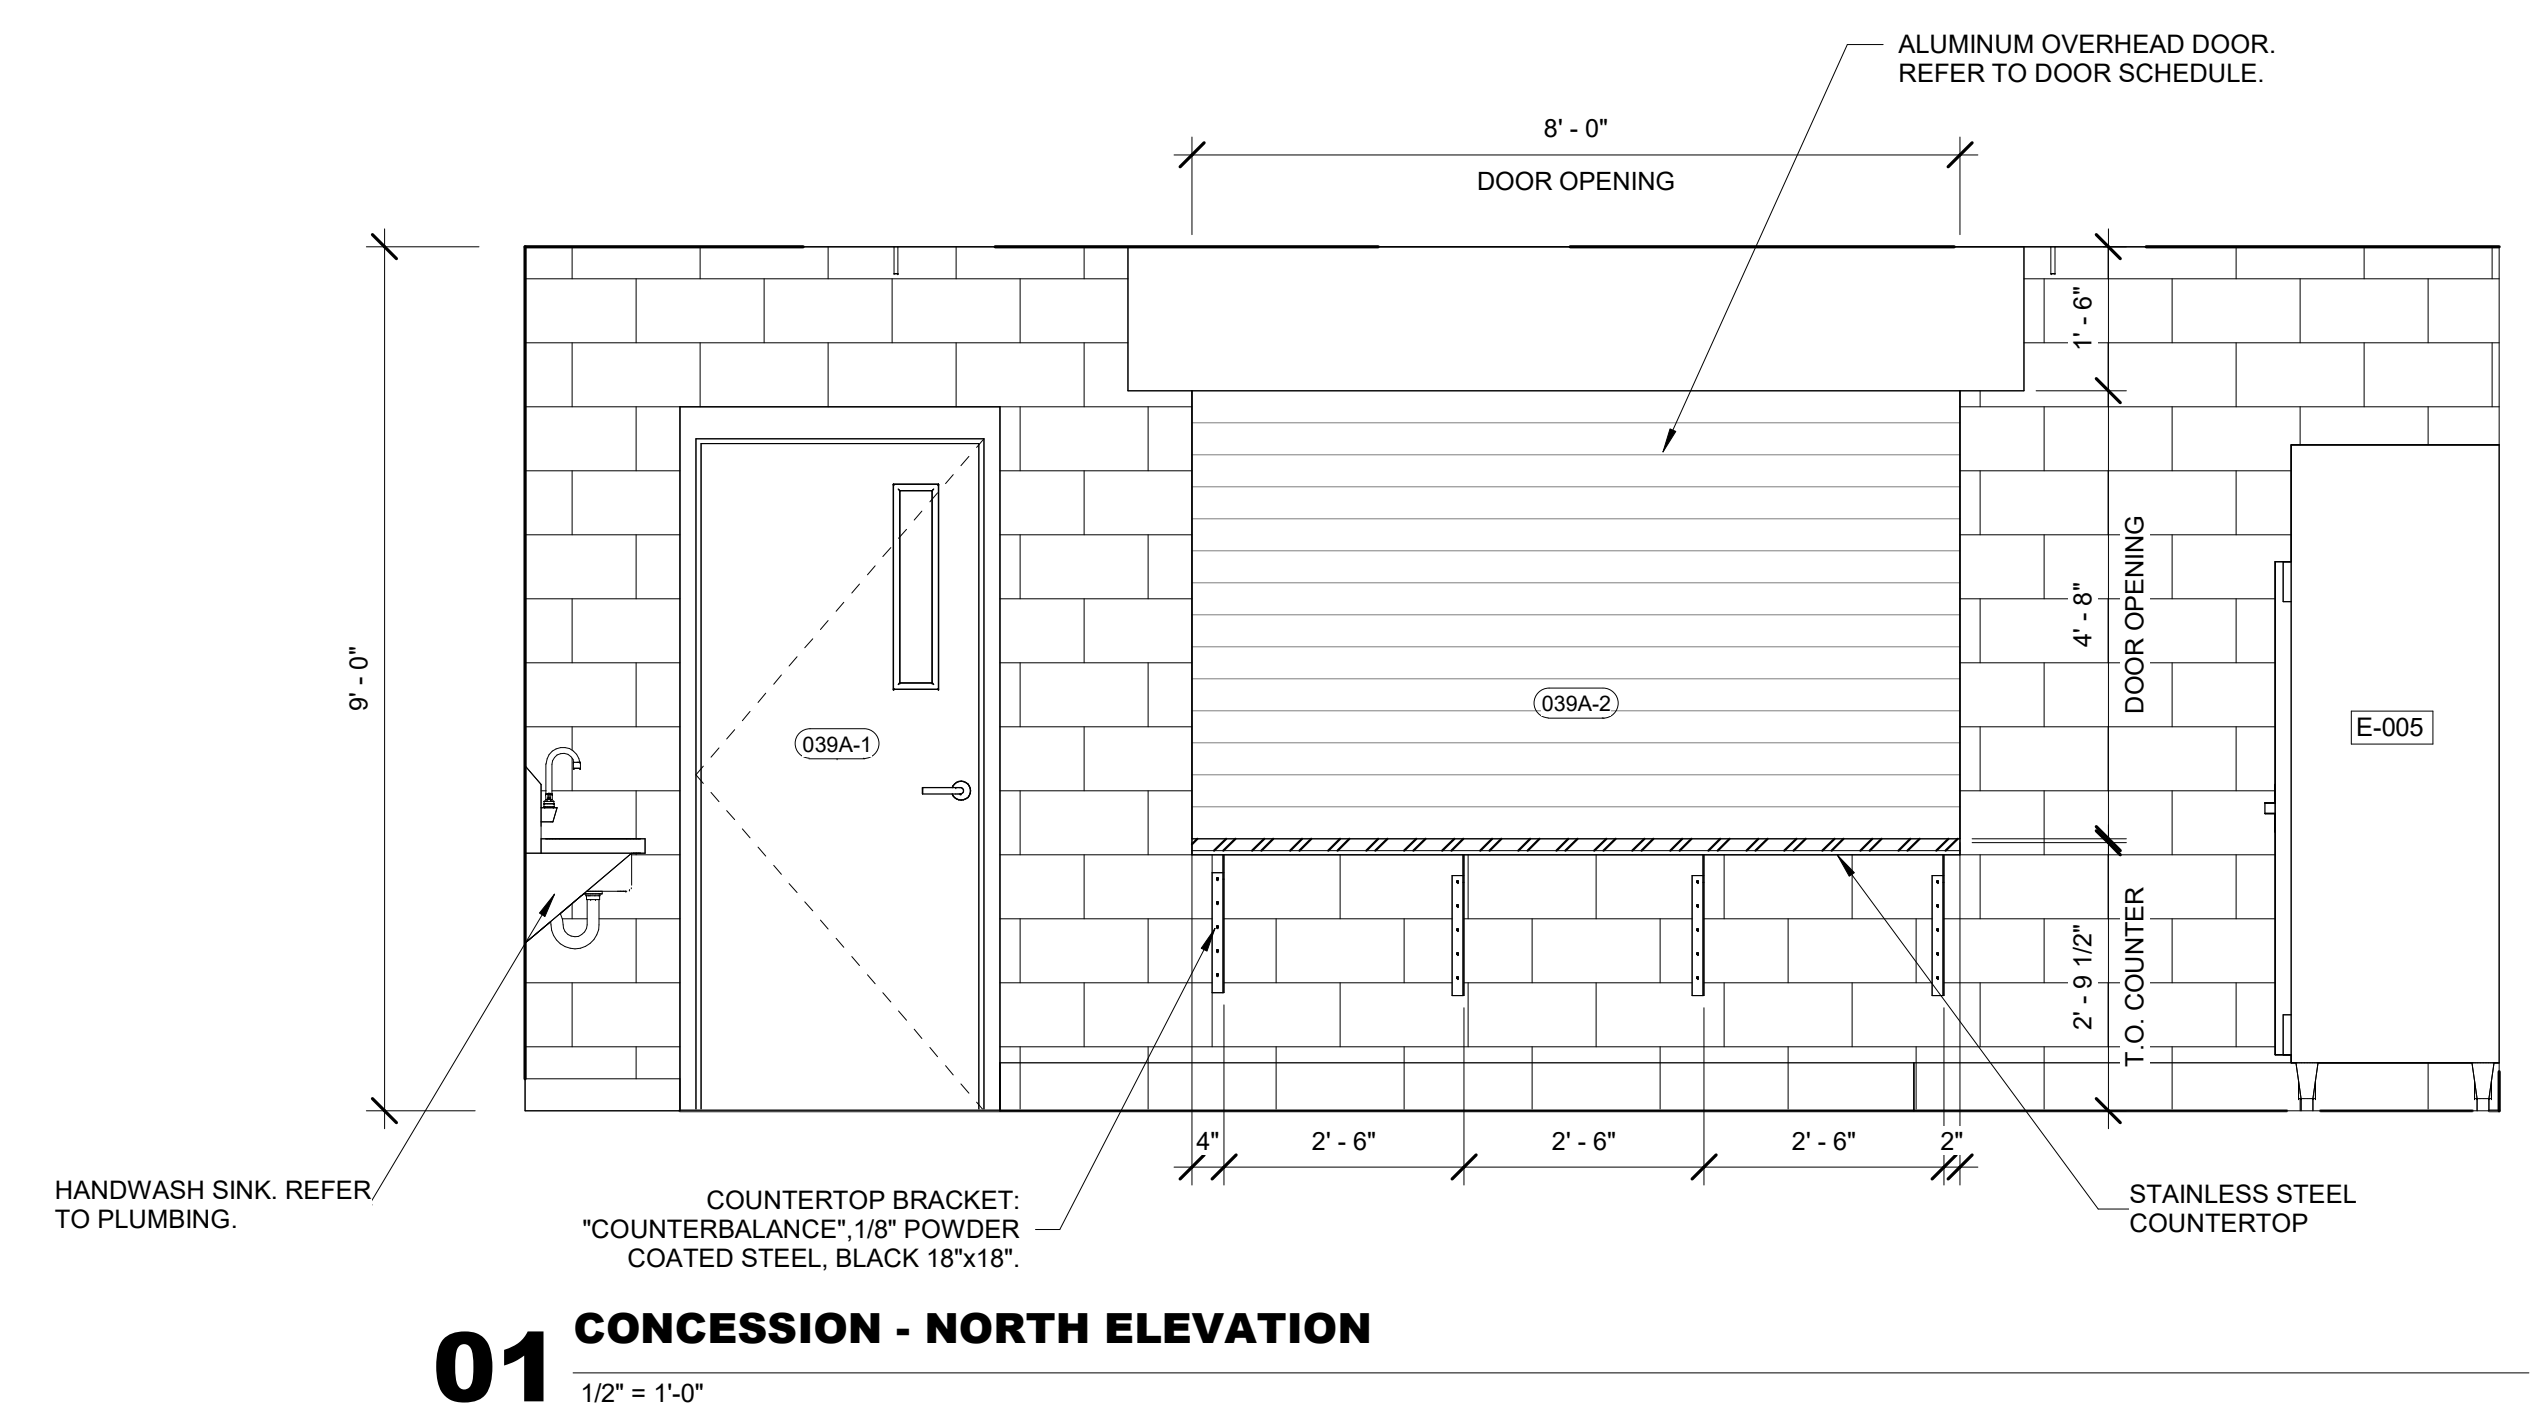 ALUMINUM OVERHEAD DOOR.
REFER TO DOOR SCHEDULE.
8' - 0"
DOOR OPENING
1' - 6"
4' - 8"
DOOR OPENING
9' - 0"
039A-1
039A-2
E-005
2' - 9 1/2"
T.O. COUNTER
4"
2' - 6"
2' - 6"
2' - 6"
2"
HANDWASH SINK. REFER
TO PLUMBING.
COUNTERTOP BRACKET:
"COUNTERBALANCE",1/8" POWDER
COATED STEEL, BLACK 18"x18".
STAINLESS STEEL
COUNTERTOP
01
CONCESSION - NORTH ELEVATION
1/2" = 1'-0"